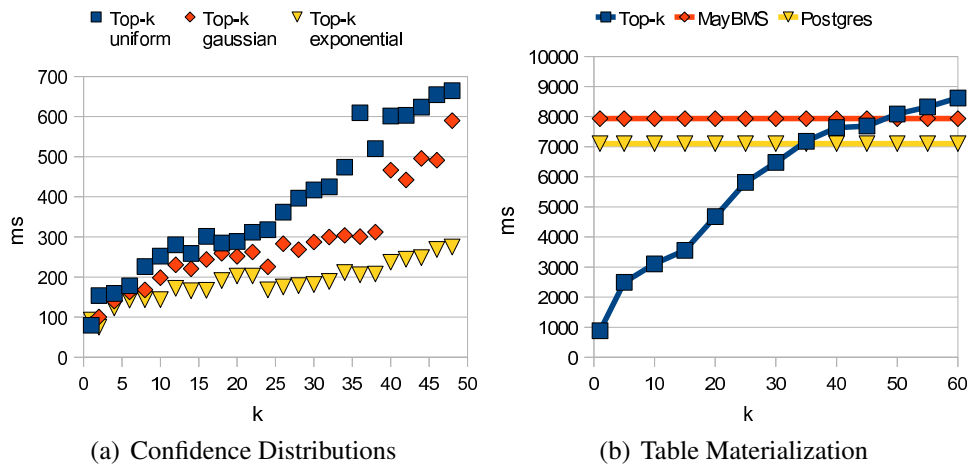 Top-k uniform
Top-k gaussian
Top-k exponential
700
600
500
400
300
200
100
0
ms
0 5 10 15 20 25 30 35 40 45 50
k
(a) Confidence Distributions
Top-k MayBMS Postgres
10000
9000
8000
7000
6000
5000
4000
3000
2000
1000
0
ms
0 10 20 30 40 50 60
k
(b) Table Materialization